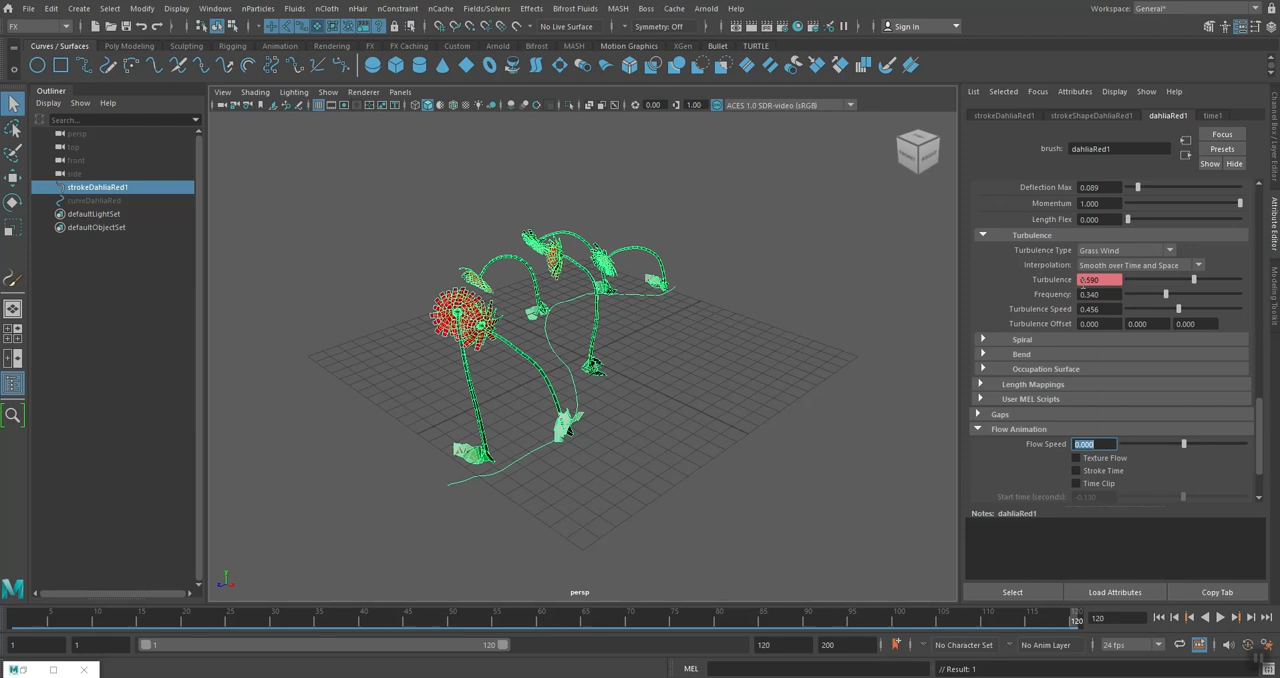 File Edit Create Select Modify Display Windows nParticles Fluids nCloth nHair nConstraint nCache Fields/Solvers Effects Bifrost Fluids MASH Boss Cache Arnold Help Workspace: General*
FX No Live Surface Symmetry: Off Sign In
Curves / Surfaces Poly Modeling Sculpting Rigging Animation Rendering FX FX Caching Custom Arnold Bifrost MASH Motion Graphics XGen Bullet TURTLE
Outliner
Display Show Help
Search...
persp
top
front
side
strokeDahliaRed1
curveDahliaRed
defaultLightSet
defaultObjectSet
View Shading Lighting Show Renderer Panels
0.00 1.00 ACES 1.0 SDR-video (sRGB)
FRONT RIGHT
persp
List Selected Focus Attributes Display Show Help
strokeDahliaRed1 strokeShapeDahliaRed1 dahliaRed1 time1
Focus
brush: dahliaRed1 Presets
Show Hide
Deflection Max 0.089
Momentum 1.000
Length Flex 0.000
Turbulence
Turbulence Type Grass Wind
Interpolation: Smooth over Time and Space
Turbulence 0.590
Frequency: 0.340
Turbulence Speed 0.456
Turbulence Offset 0.000 0.000 0.000
Spiral
Bend
Occupation Surface
Length Mappings
User MEL Scripts
Gaps
Flow Animation
Flow Speed 0.000
Texture Flow
Stroke Time
Time Clip
Start time (seconds) -0.130
Notes: dahliaRed1
Select Load Attributes Copy Tab
Channel Box / Layer Editor
Attribute Editor
Modeling Toolkit
5 10 15 20 25 30 35 40 45 50 55 60 65 70 75 80 85 90 95 100 105 110 115 120
120 120
1 1 1 120 120 200 No Character Set No Anim Layer 24 fps
MEL // Result: 1